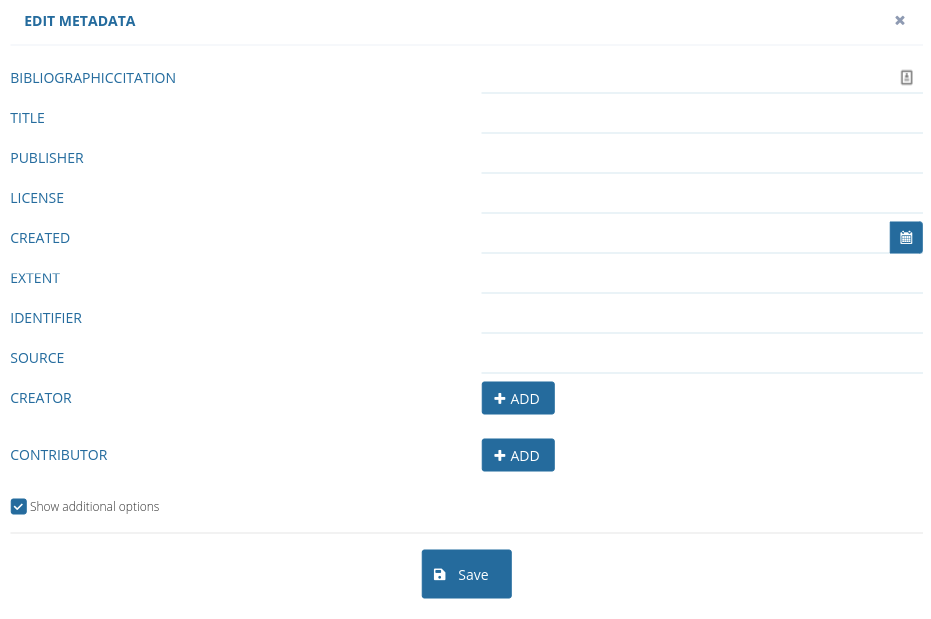 EDIT METADATA
BIBLIOGRAPHICCITATION
TITLE
PUBLISHER
LICENSE
CREATED
EXTENT
IDENTIFIER
SOURCE
CREATOR
ADD
CONTRIBUTOR
ADD
Show additional options
Save